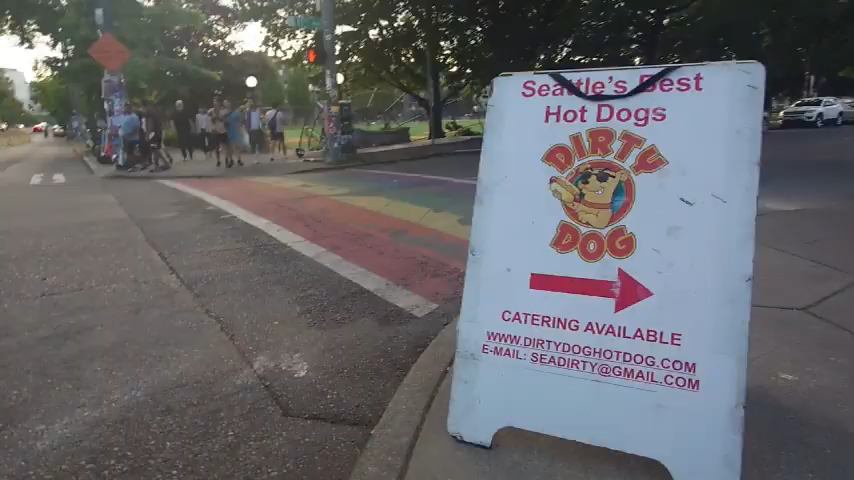 Seattle's Best
Hot Dogs
DIRTY
DOG
CATERING AVAILABLE
WWW.DIRTYDOGHOTDOG.COM
E-MAIL: SEADIRTY@GMAIL.COM